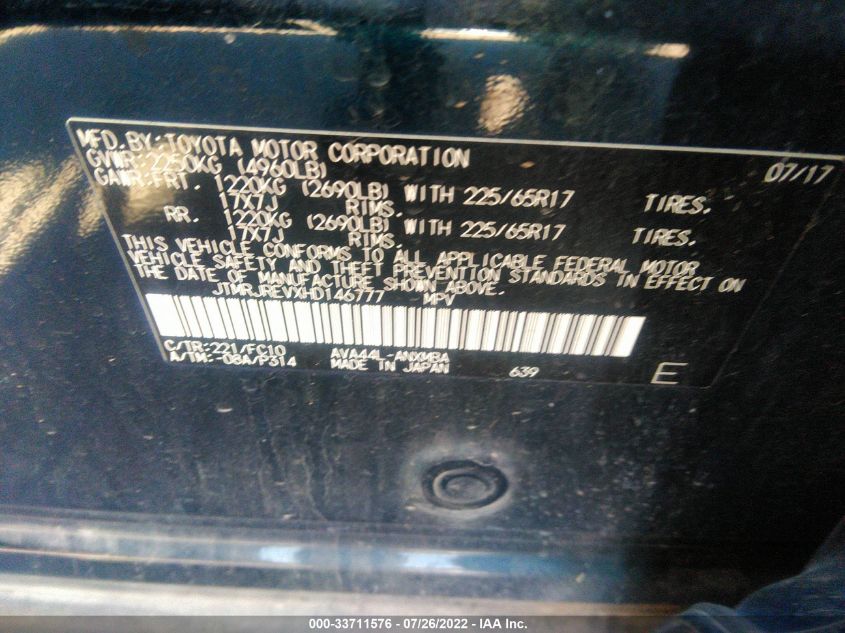 MFD.BY:TOYOTA MOTOR CORPORATION 07/17
GVWR:2250KG (4960LB)
GAWR:FRT. 1220KG (2690LB) WITH 225/65R17 TIRES.
17X7J RIMS.
RR. 1220KG (2690LB) WITH 225/65R17 TIRES.
17X7J RIMS.
THIS VEHICLE CONFORMS TO ALL APPLICABLE FEDERAL MOTOR
VEHICLE SAFETY AND THEFT PREVENTION STANDARDS IN EFFECT ON
THE DATE OF MANUFACTURE SHOWN ABOVE.
JTMRJREVXHD146777 MPV
C/TR:221/FC10 AVA44L-ANXMBA
A/TM:-08A/P314 MADE IN JAPAN 639 E
000-33711576 - 07/26/2022 - IAA Inc.